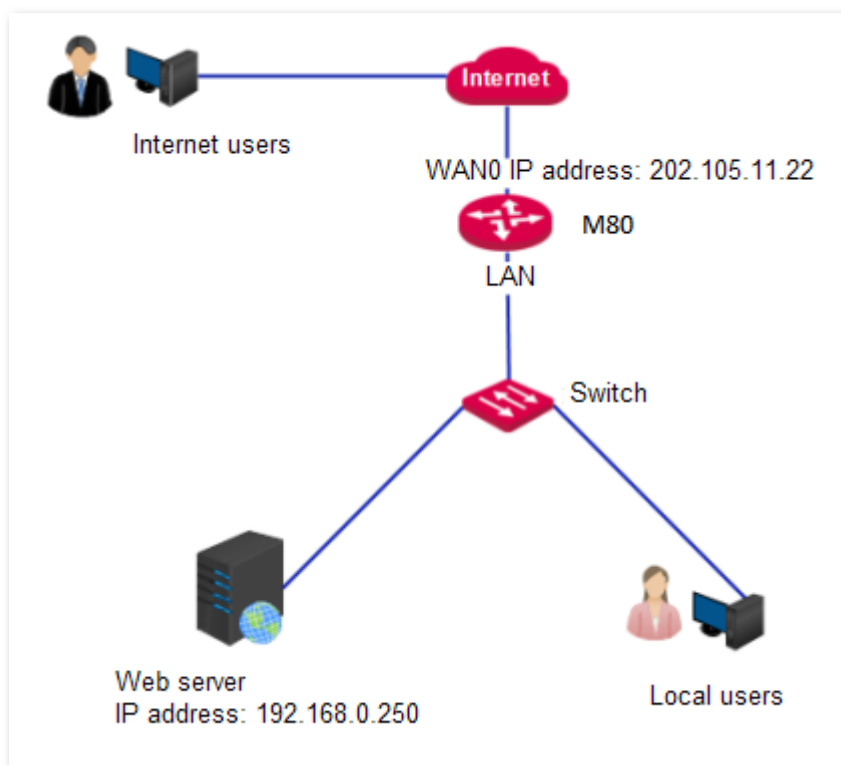 Internet
Internet users
WAN0 IP address: 202.105.11.22
M80
LAN
Switch
Web server
IP address: 192.168.0.250
Local users